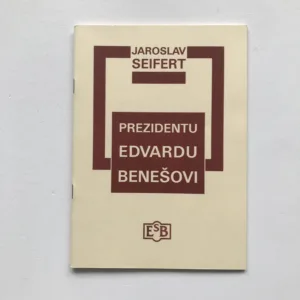 JAROSLAV
SEIFERT
PREZIDENTU
EDVARDU
BENEŠOVI
ESB